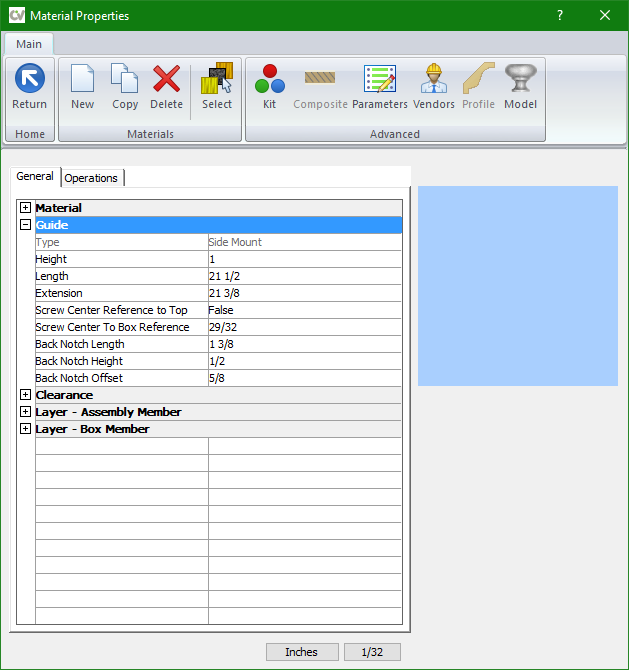 CV Material Properties ?
Main
Return New Copy Delete Select Kit Composite Parameters Vendors Profile Model
Home Materials Advanced
General Operations
Material
Guide
Type Side Mount
Height 1
Length 21 1/2
Extension 21 3/8
Screw Center Reference to Top False
Screw Center To Box Reference 29/32
Back Notch Length 1 3/8
Back Notch Height 1/2
Back Notch Offset 5/8
Clearance
Layer - Assembly Member
Layer - Box Member
Inches 1/32